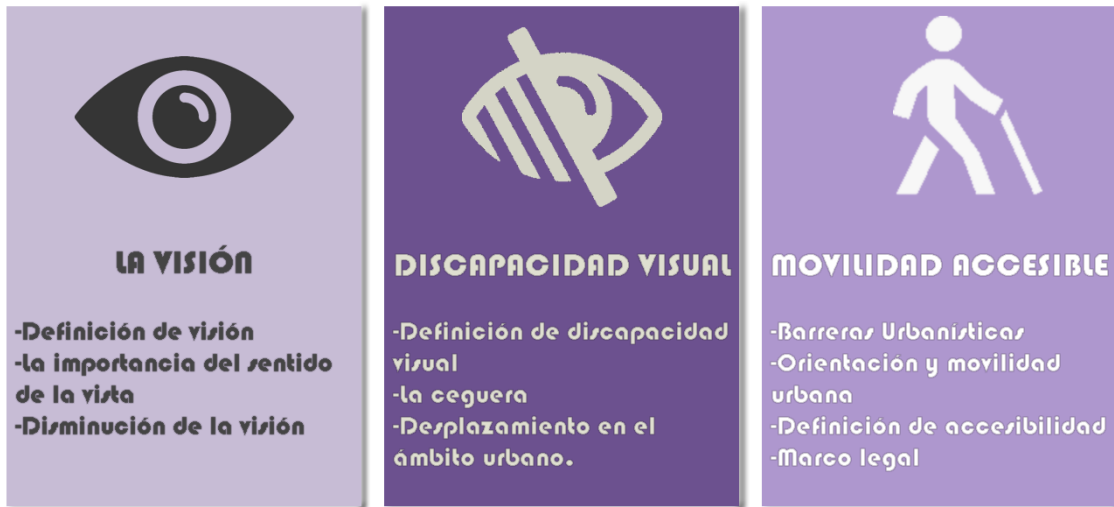 LA VISIÓN
-Definición de visión
-La importancia del sentido
de la vista
-Disminución de la visión
DISCAPACIDAD VISUAL
-Definición de discapacidad
visual
-La ceguera
-Desplazamiento en el
ámbito urbano.
MOVILIDAD ACCESIBLE
-Barreras Urbanísticas
-Orientación y movilidad
urbana
-Definición de accesibilidad
-Marco legal